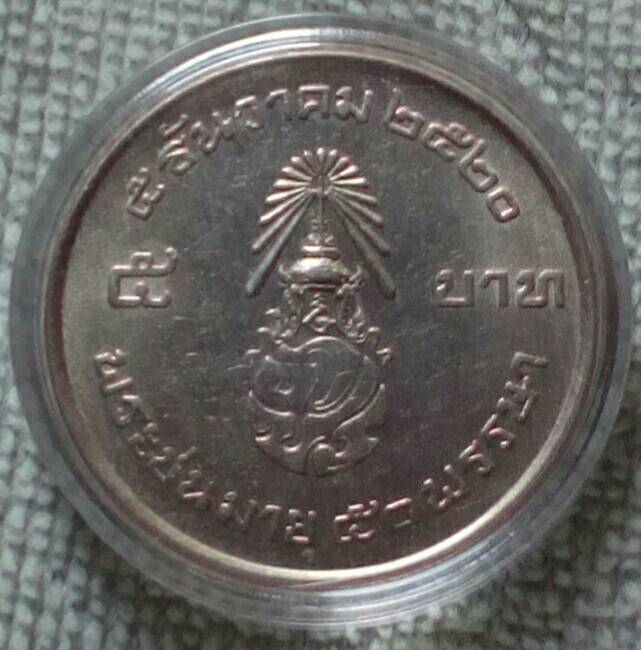 ๕ ธันวาคม ๒๕๒๐
๕ บาท
พระชนมายุ ๕๐ พรรษา